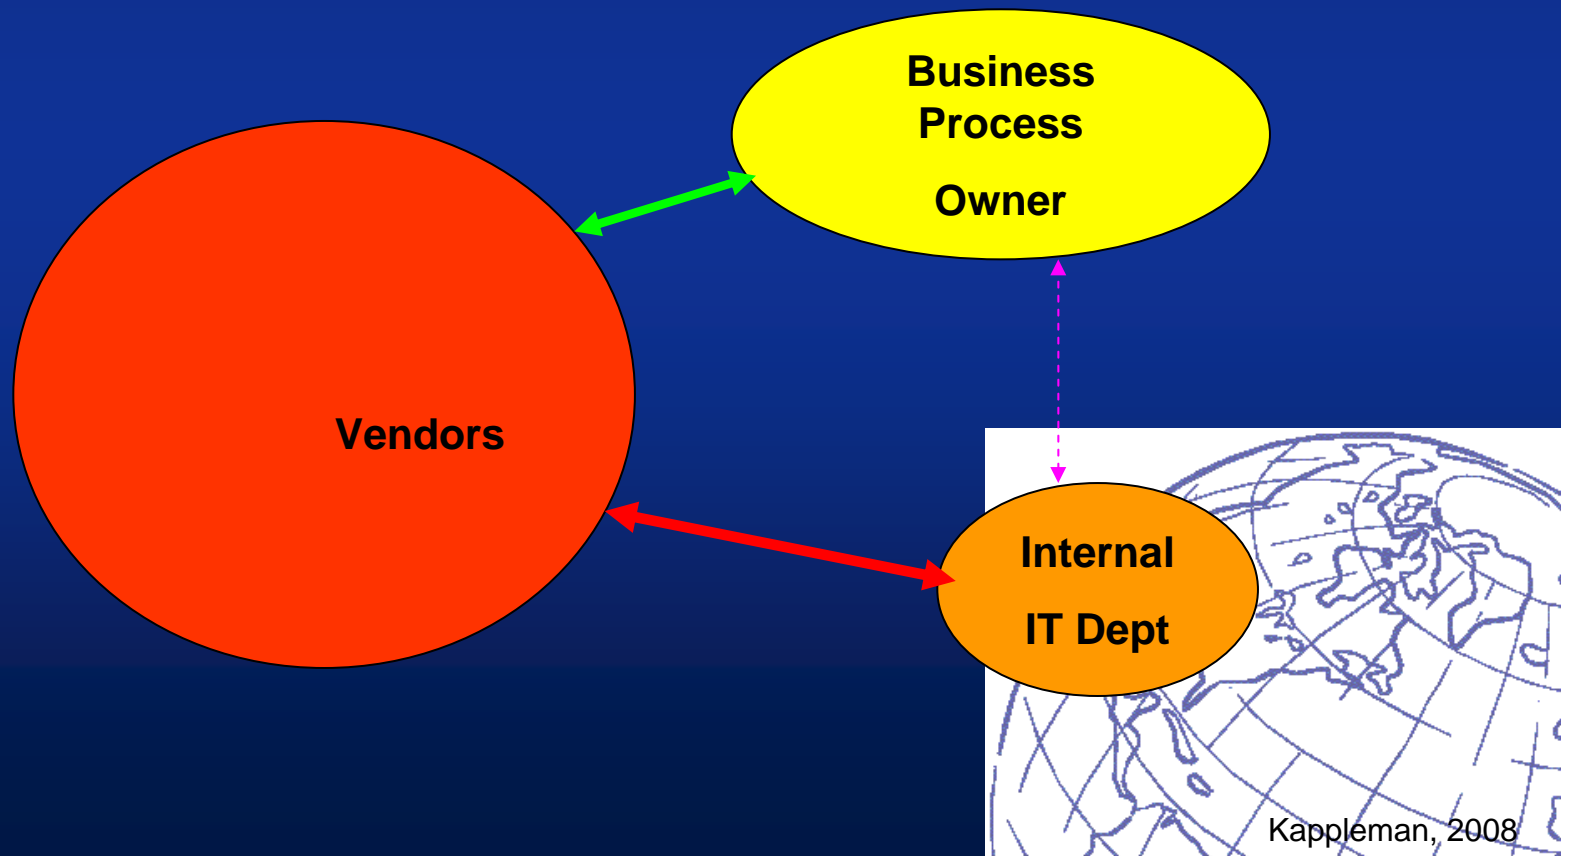 Business
Process
Owner
Vendors
Internal
IT Dept
Kappleman, 2008